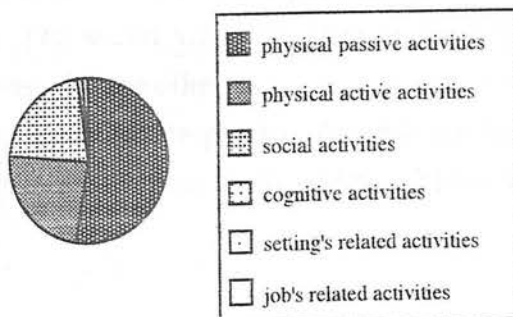 physical passive activities
physical active activities
social activities
cognitive activities
setting's related activities
job's related activities